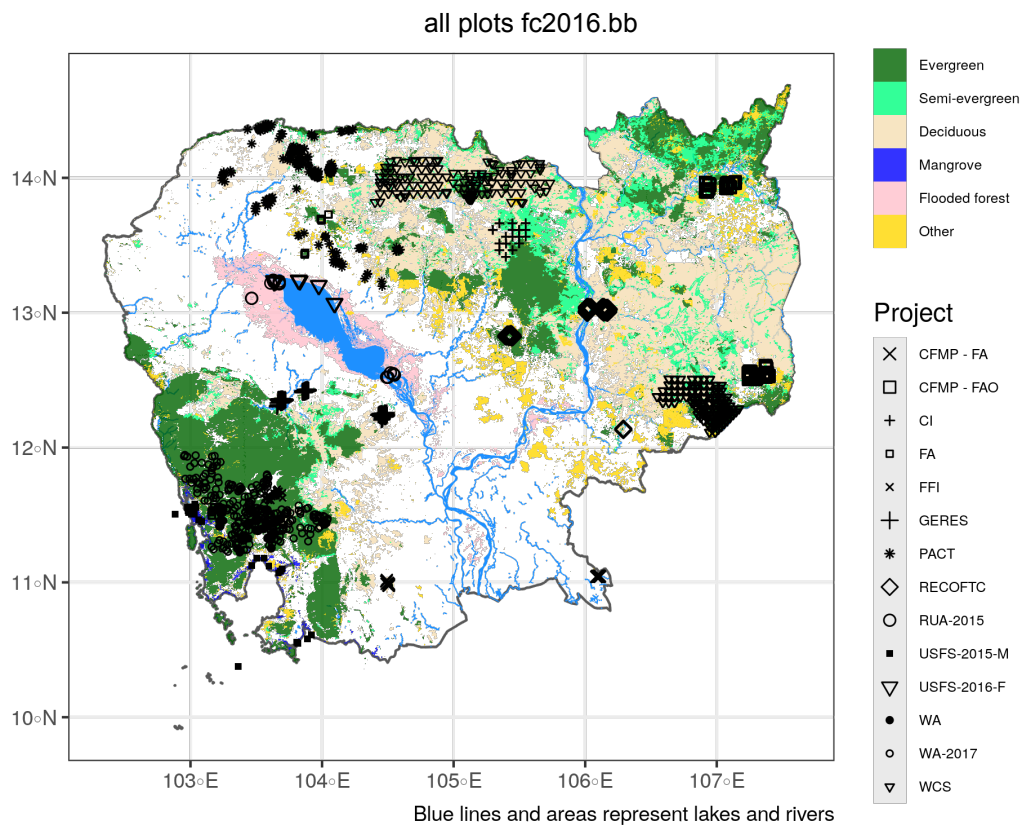 all plots fc2016.bb
14○N
13○N
12○N
11○N
10○N
103○E
104○E
105○E
106○E
107○E
Blue lines and areas represent lakes and rivers
Evergreen
Semi-evergreen
Deciduous
Mangrove
Flooded forest
Other
Project
CFMP - FA
CFMP - FAO
CI
FA
FFI
GERES
PACT
RECOFTC
RUA-2015
USFS-2015-M
USFS-2016-F
WA
WA-2017
WCS